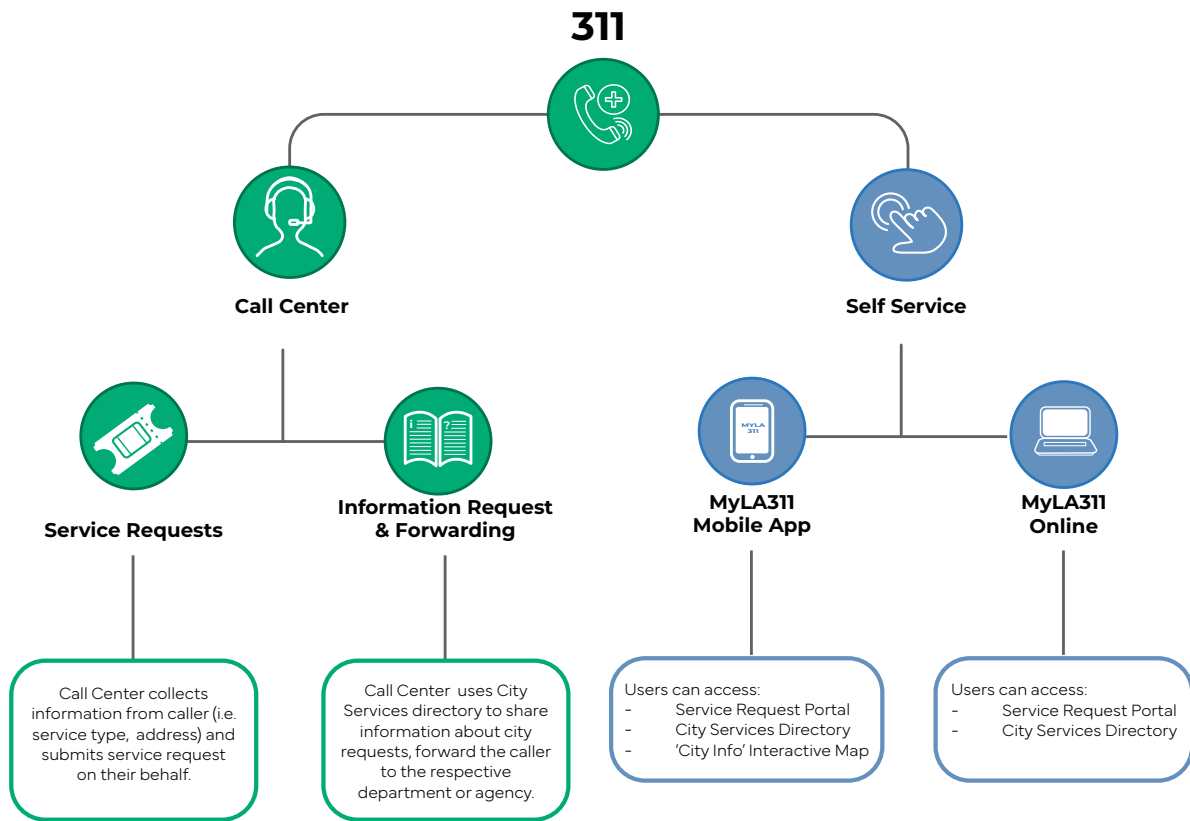 311
Call Center
Self Service
i
?
MYLA
311
Service Requests
Information Request
& Forwarding
MyLA311
Mobile App
MyLA311
Online
Call Center collects
information from caller (i.e.
service type, address) and
submits service request
on their behalf.
Call Center uses City
Services directory to share
information about city
requests, forward the caller
to the respective
department or agency.
Users can access:
- Service Request Portal
- City Services Directory
- ‘City Info’ Interactive Map
Users can access:
- Service Request Portal
- City Services Directory